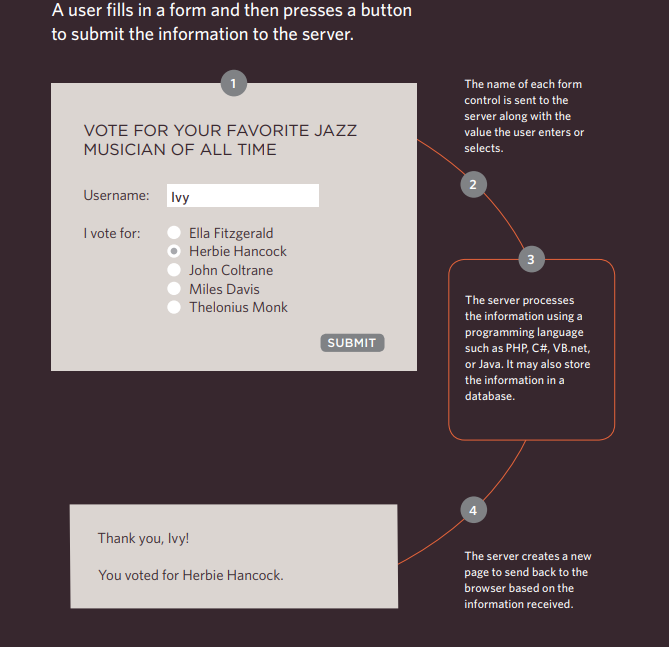 A user fills in a form and then presses a button
to submit the information to the server.
1
VOTE FOR YOUR FAVORITE JAZZ
MUSICIAN OF ALL TIME
Username: Ivy
I vote for: Ella Fitzgerald
Herbie Hancock
John Coltrane
Miles Davis
Thelonius Monk
SUBMIT
The name of each form
control is sent to the
server along with the
value the user enters or
selects.
2
3
The server processes
the information using a
programming language
such as PHP, C#, VB.net,
or Java. It may also store
the information in a
database.
4
The server creates a new
page to send back to the
browser based on the
information received.
Thank you, Ivy!
You voted for Herbie Hancock.